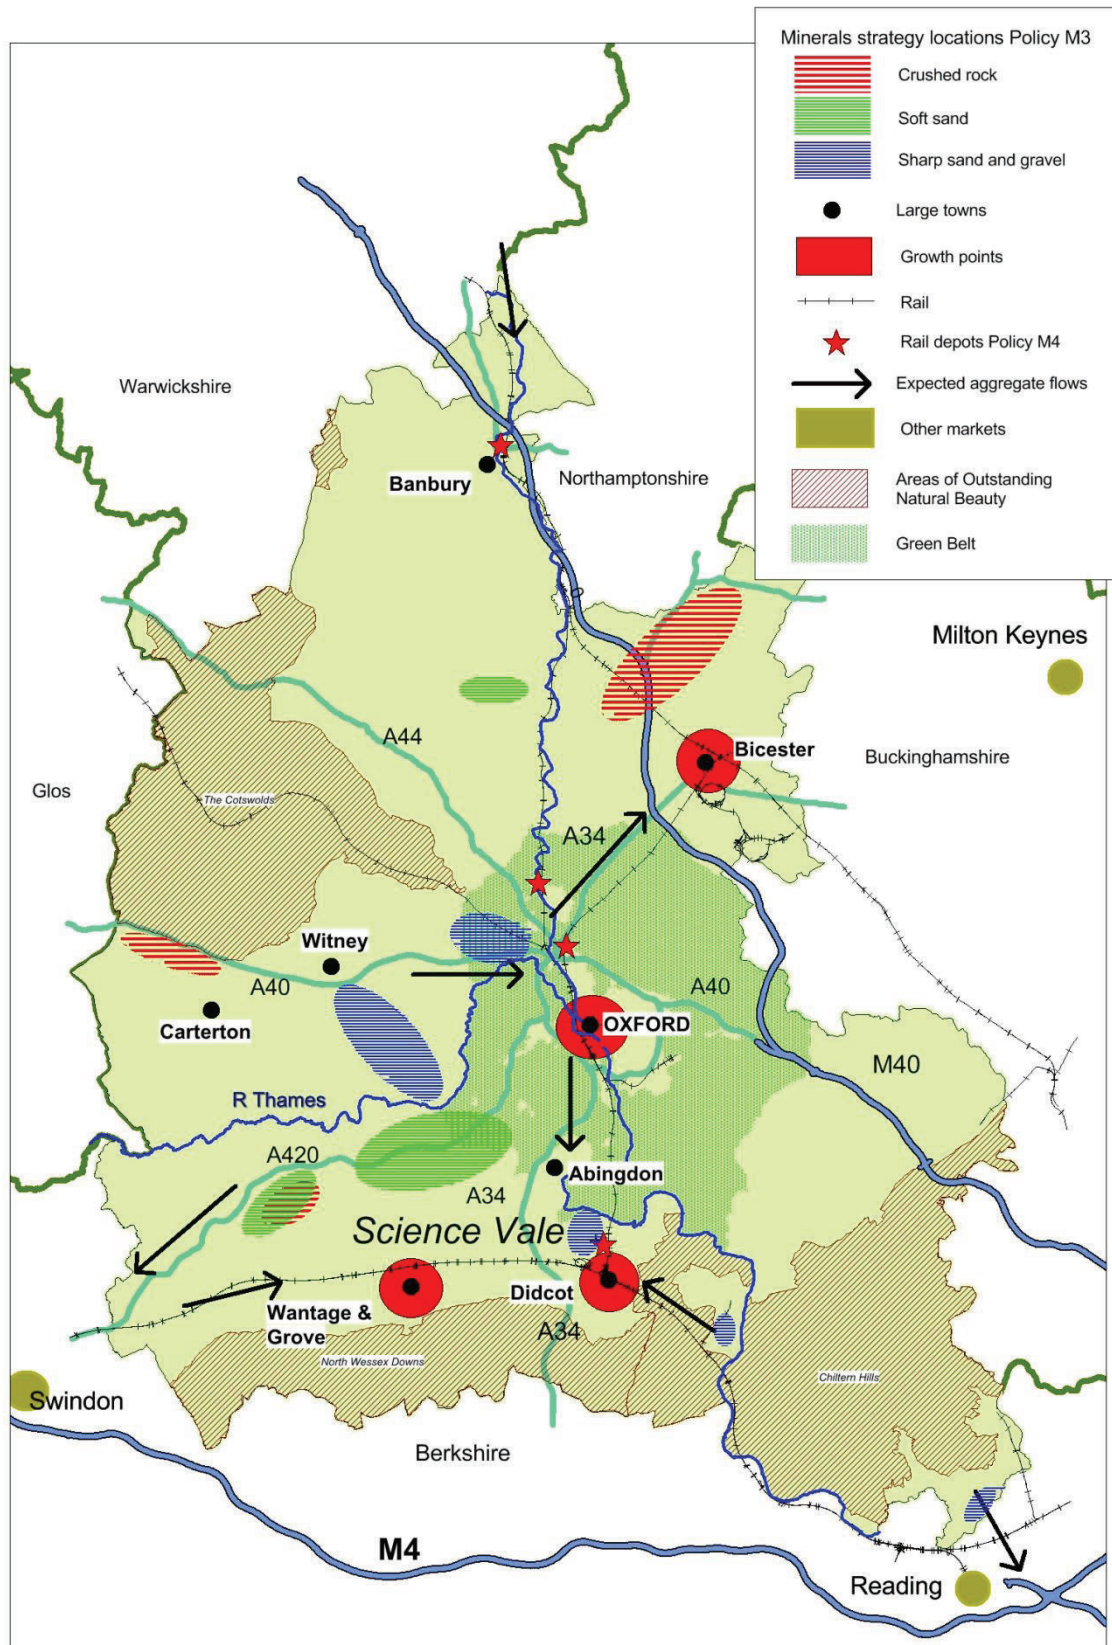 Minerals strategy locations Policy M3
Crushed rock
Soft sand
Sharp sand and gravel
Large towns
Growth points
Rail
Rail depots Policy M4
Expected aggregate flows
Other markets
Areas of Outstanding
Natural Beauty
Green Belt
Warwickshire
Northamptonshire
Banbury
Milton Keynes
A44
Bicester
Buckinghamshire
Glos
The Cotswolds
A34
Witney
A40
A40
Carterton
OXFORD
M40
R Thames
A420
Abingdon
A34
Science Vale
Didcot
Wantage &
Grove
A34
North Wessex Downs
Chiltern Hills
Swindon
Berkshire
M4
Reading